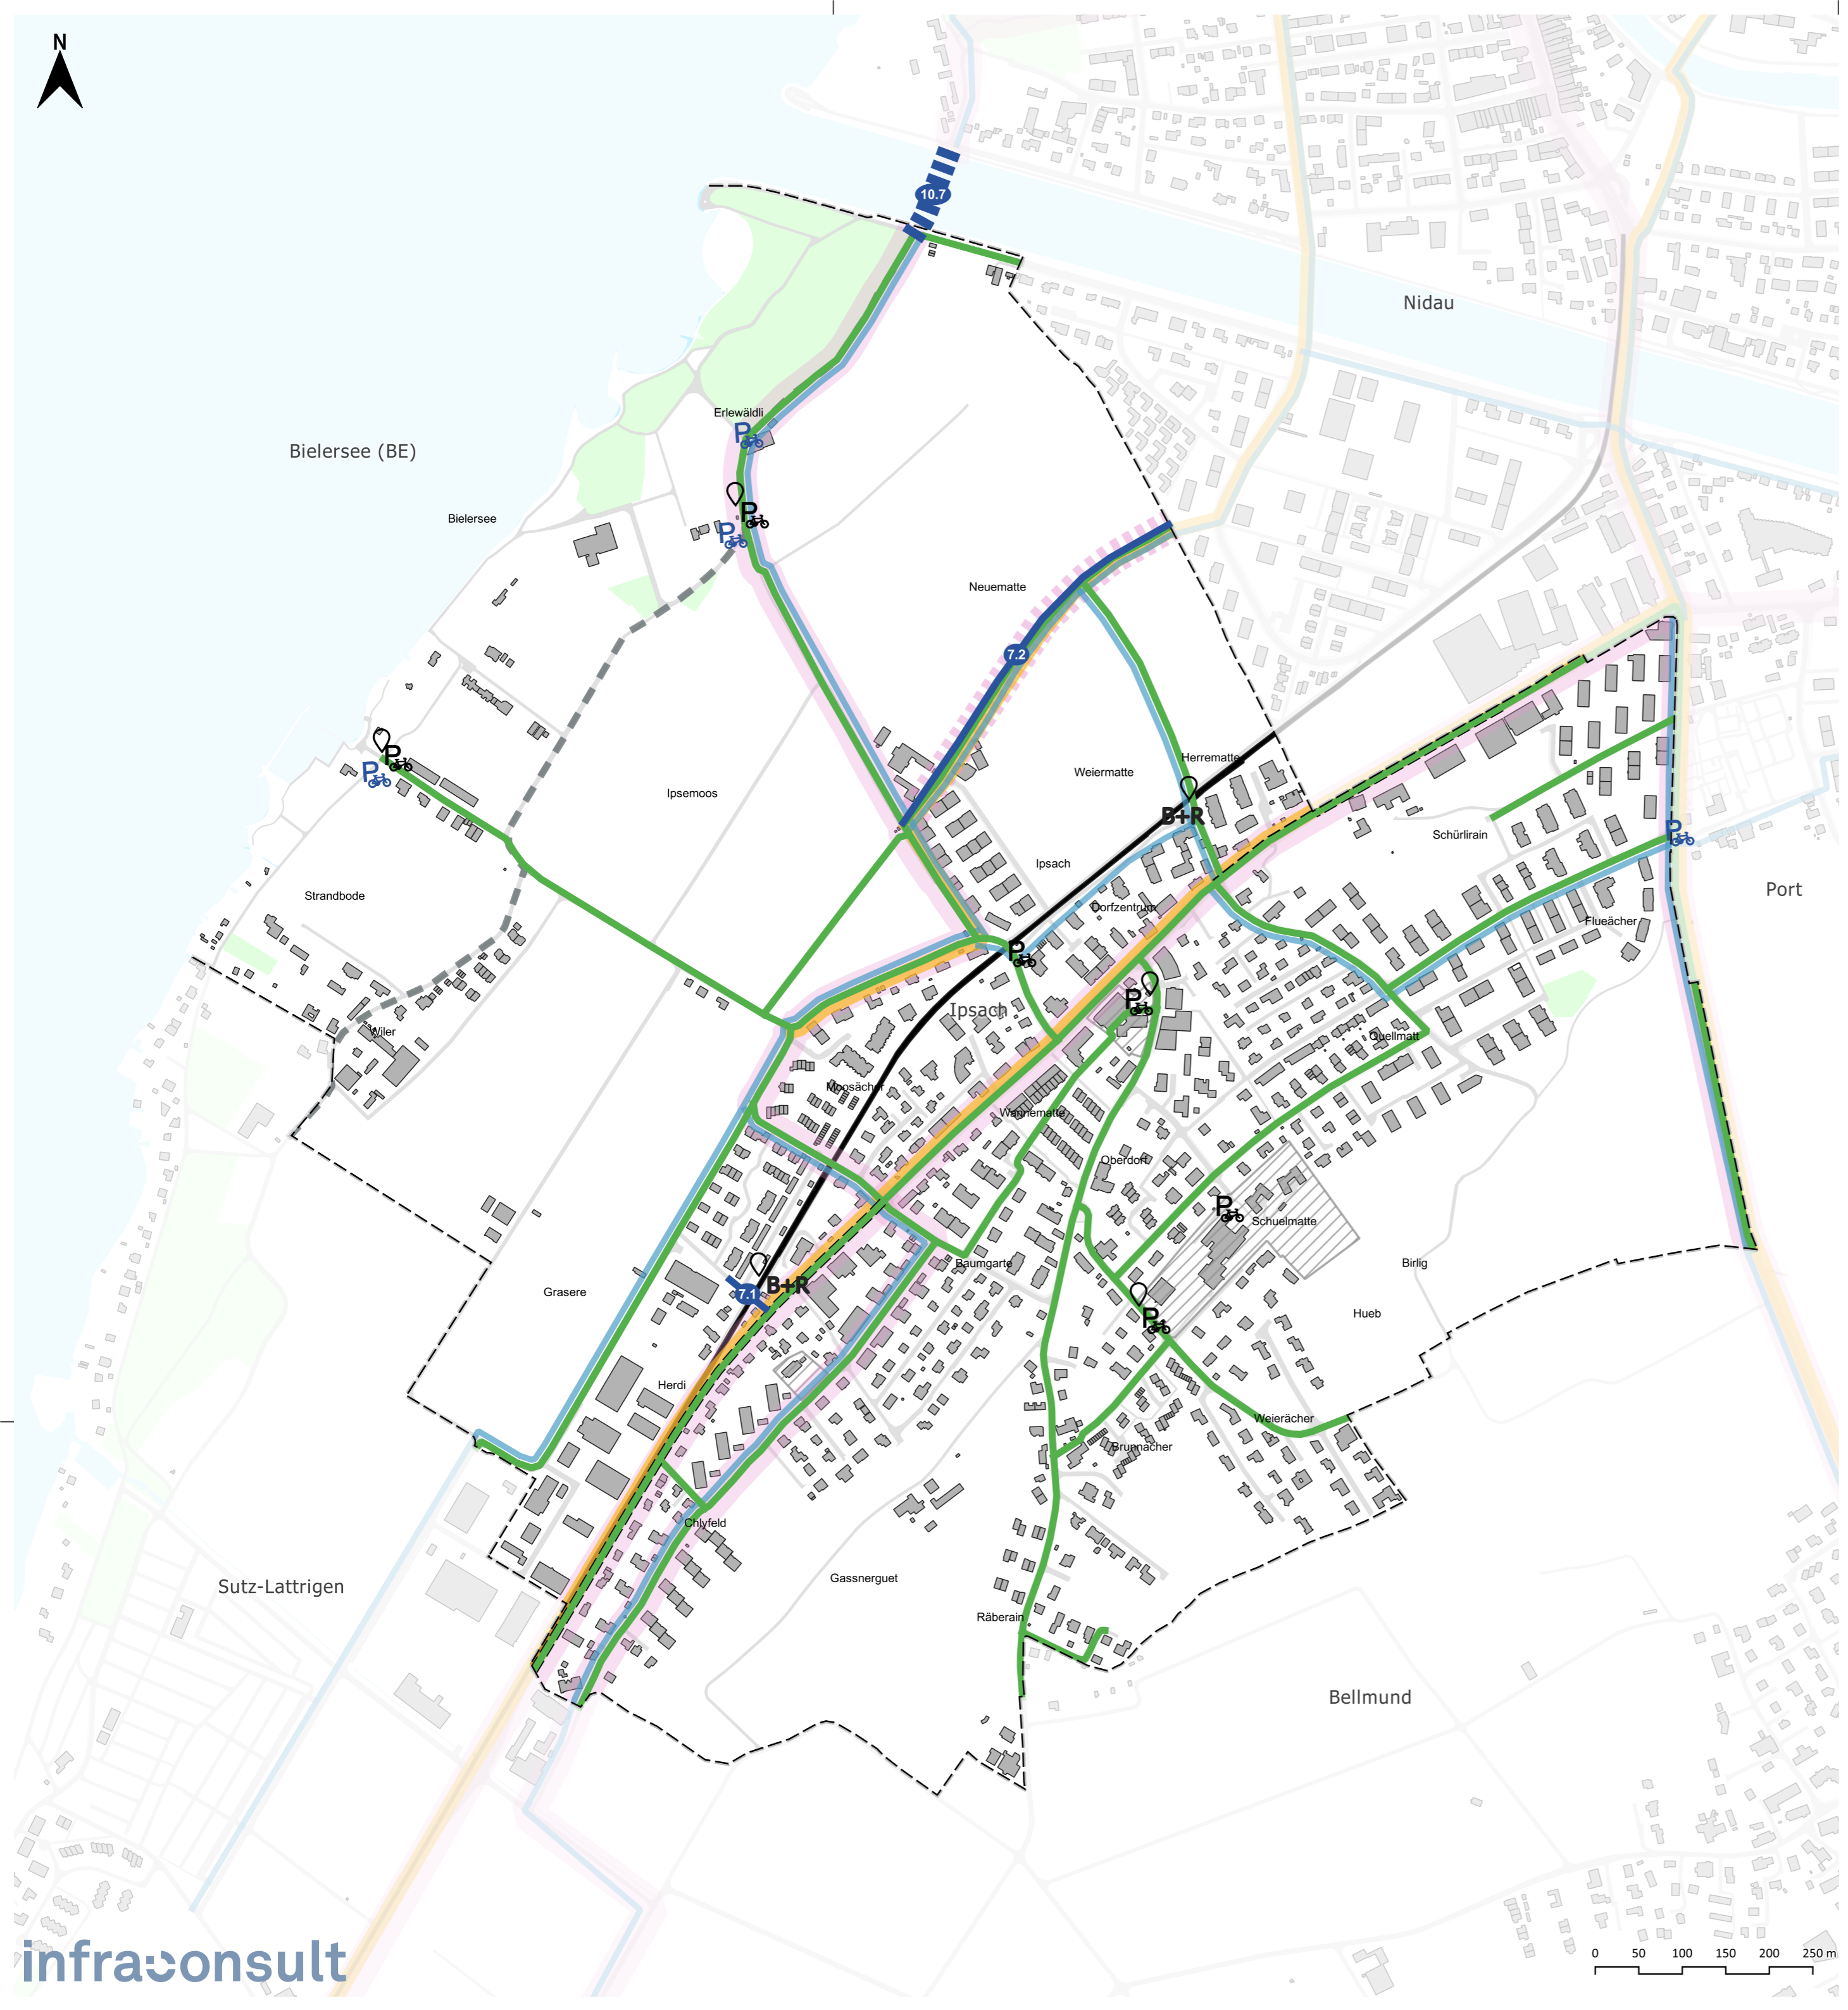 N
10.7
Nidau
Erlewäldli
P
Bielersee (BE)
P
Bielersee
P
Neuematte
7.2
Herrematte
P
Weiermatte
P
Ipsemoos
B+R
P
Schürlirain
Ipsach
Port
Strandbode
Dorfzentrum
Flueächer
P
P
Ipsach
Wiler
Quellmatt
Moosächer
Wannematte
Oberdorf
P
Schuelmatte
Baumgarte
Birlig
B+R
7.1
Grasere
Hueb
P
Herdi
Weierächer
Brunnächer
Chlyfeld
Gassnerguet
Sutz-Lattrigen
Räberain
Bellmund
infraconsult
0 50 100 150 200 250 m